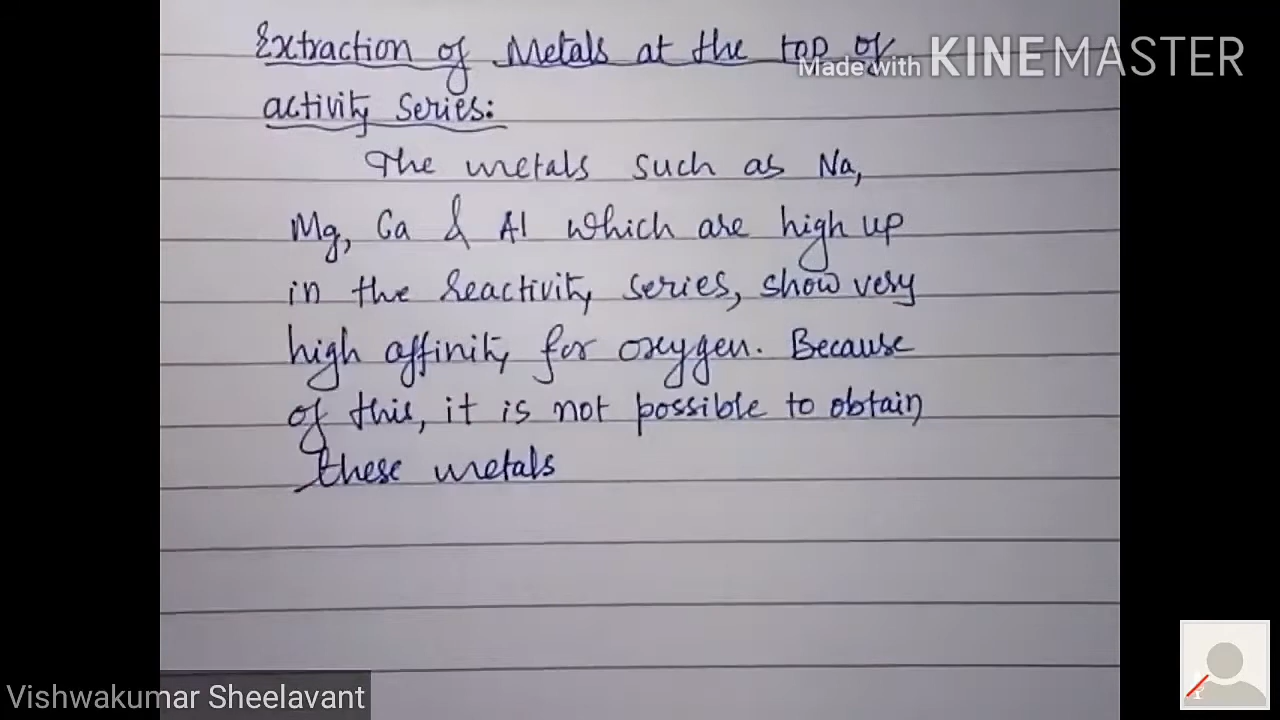 Extraction of Metals at the top of
Made with KINEMASTER
activity series:
The metals such as Na,
Mg, Ca & Al which are high up
in the reactivity series, show very
high affinity for oxygen. Because
of this, it is not possible to obtain
these metals
Vishwakumar Sheelavant